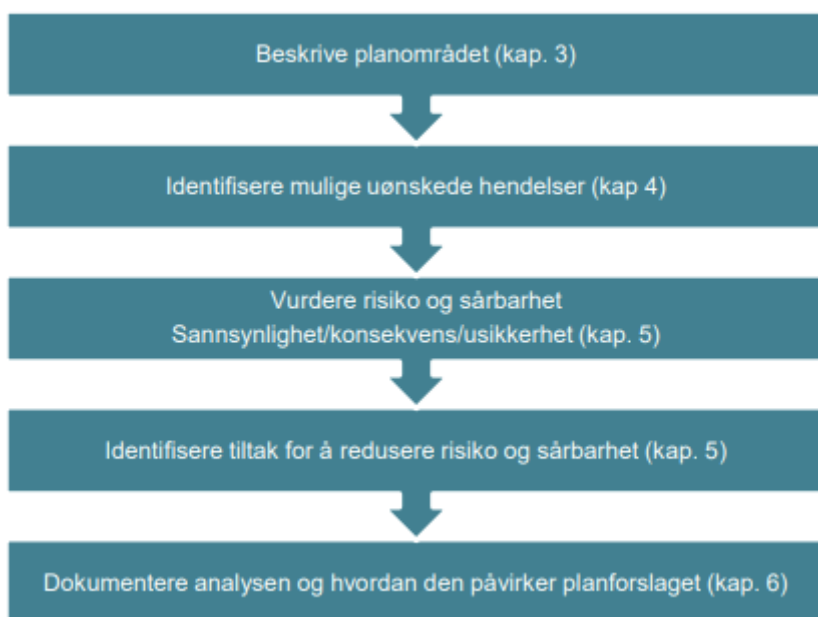 Beskrive planområdet (kap. 3)
Identifisere mulige uønskede hendelser (kap 4)
Vurdere risiko og sårbarhet
Sannsynlighet/konsekvens/usikkerhet (kap. 5)
Identifisere tiltak for å redusere risiko og sårbarhet (kap. 5)
Dokumentere analysen og hvordan den påvirker planforslaget (kap. 6)